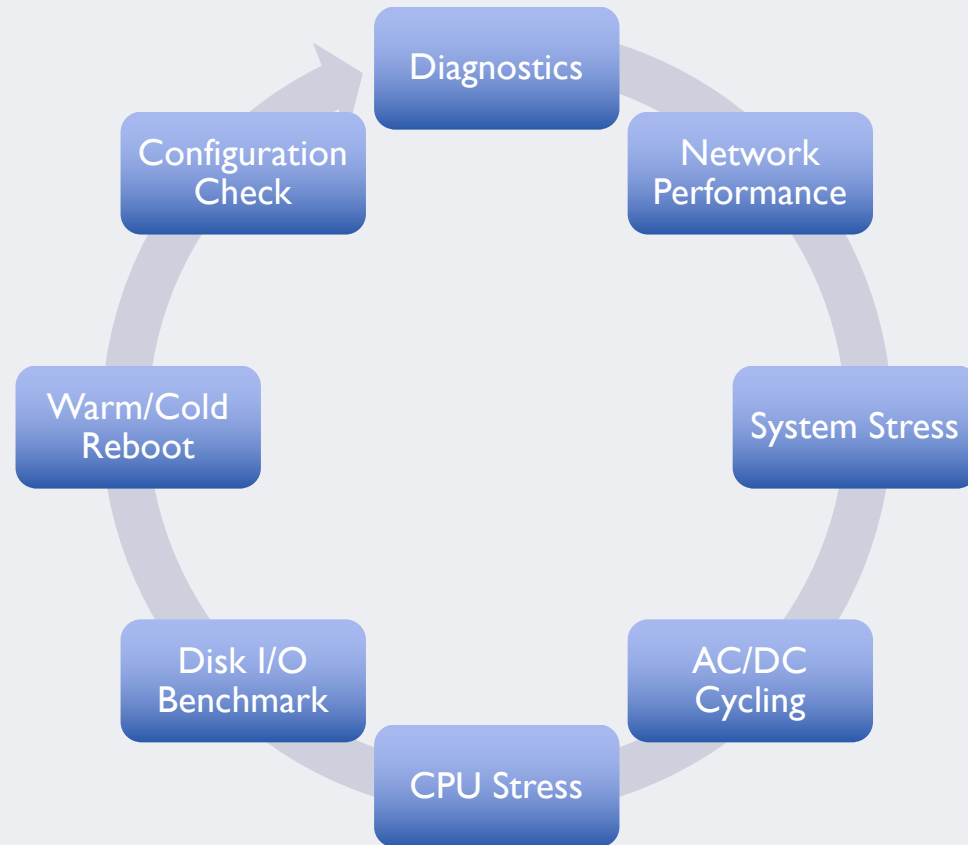 Diagnostics
Network
Performance
System Stress
AC/DC
Cycling
CPU Stress
Disk I/O
Benchmark
Warm/Cold
Reboot
Configuration
Check